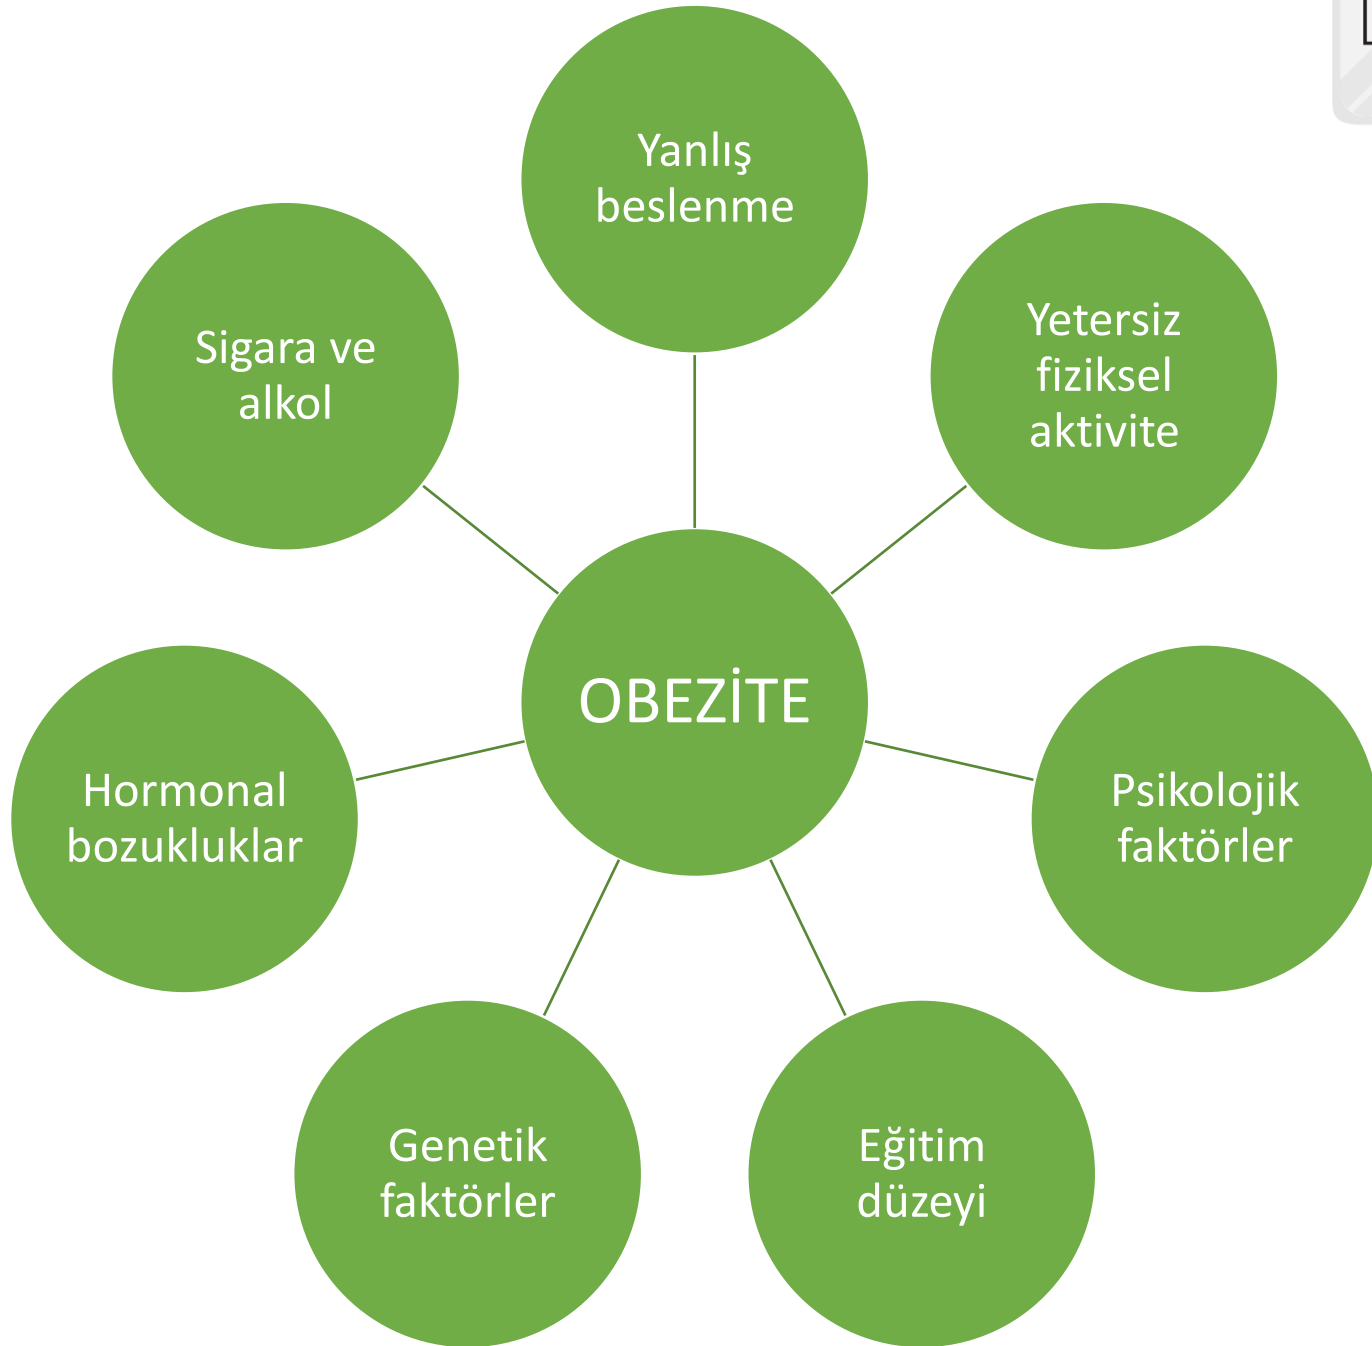 Yanlış
beslenme
Yetersiz
fiziksel
aktivite
Psikolojik
faktörler
Eğitim
düzeyi
Genetik
faktörler
Hormonal
bozukluklar
Sigara ve
alkol
OBEZİTE